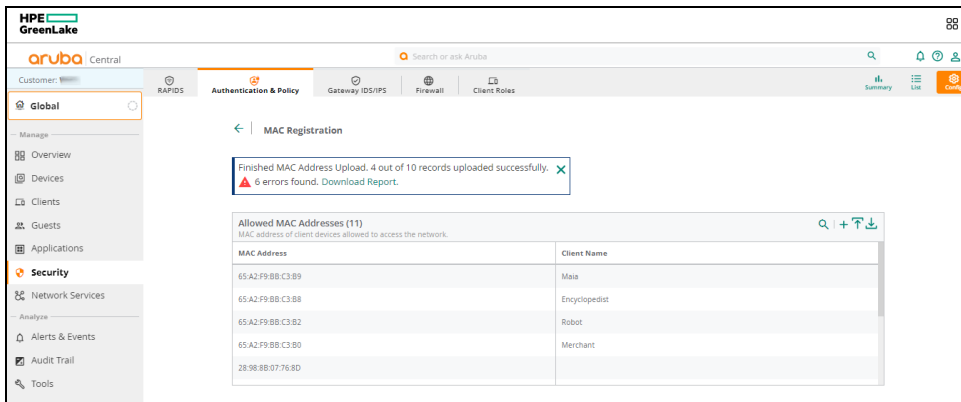 HPE
GreenLake
aruba Central
Search or ask Aruba
Customer:
RAPIDS
Authentication & Policy
Gateway IDS/IPS
Firewall
Client Roles
Summary
List
Config
Global
Manage
Overview
Devices
Clients
Guests
Applications
Security
Network Services
Analyze
Alerts & Events
Audit Trail
Tools
MAC Registration
Finished MAC Address Upload. 4 out of 10 records uploaded successfully.
6 errors found. Download Report.
Allowed MAC Addresses (11)
MAC address of client devices allowed to access the network.
MAC Address Client Name
65:A2:F9:BB:C3:B9 Maia
65:A2:F9:BB:C3:B8 Encyclopedist
65:A2:F9:BB:C3:B2 Robot
65:A2:F9:BB:C3:B0 Merchant
28:98:8B:07:76:8D